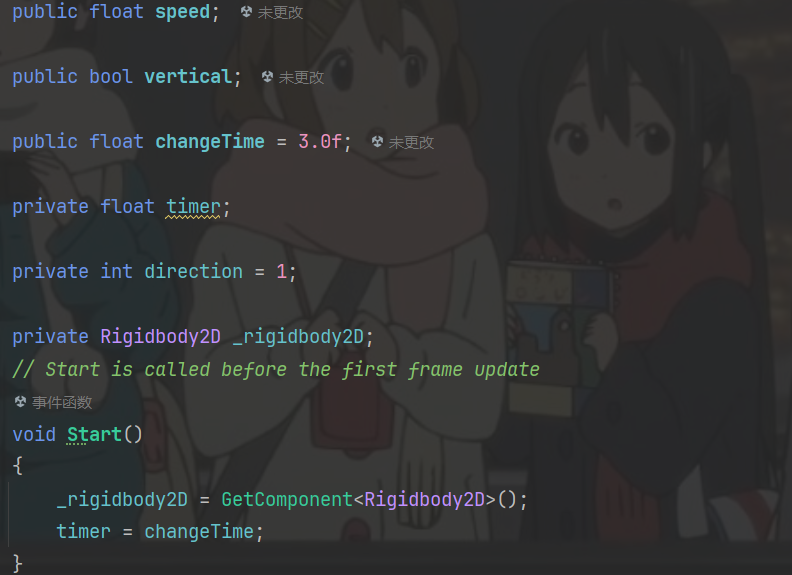 public float speed; 未更改
public bool vertical; 未更改
public float changeTime = 3.0f; 未更改
private float timer;
private int direction = 1;
private Rigidbody2D _rigidbody2D;
// Start is called before the first frame update
事件函数
void Start()
{
    _rigidbody2D = GetComponent<Rigidbody2D>();
    timer = changeTime;
}